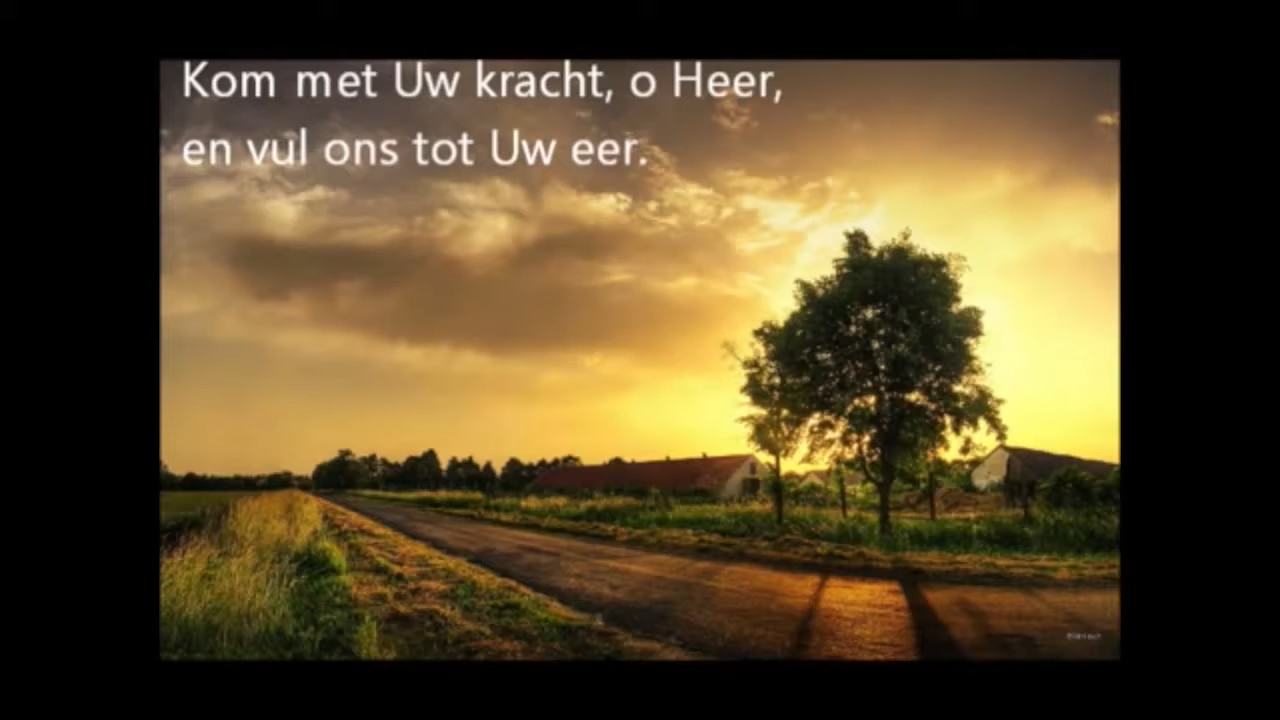 Kom met Uw kracht, o Heer,
en vul ons tot Uw eer.